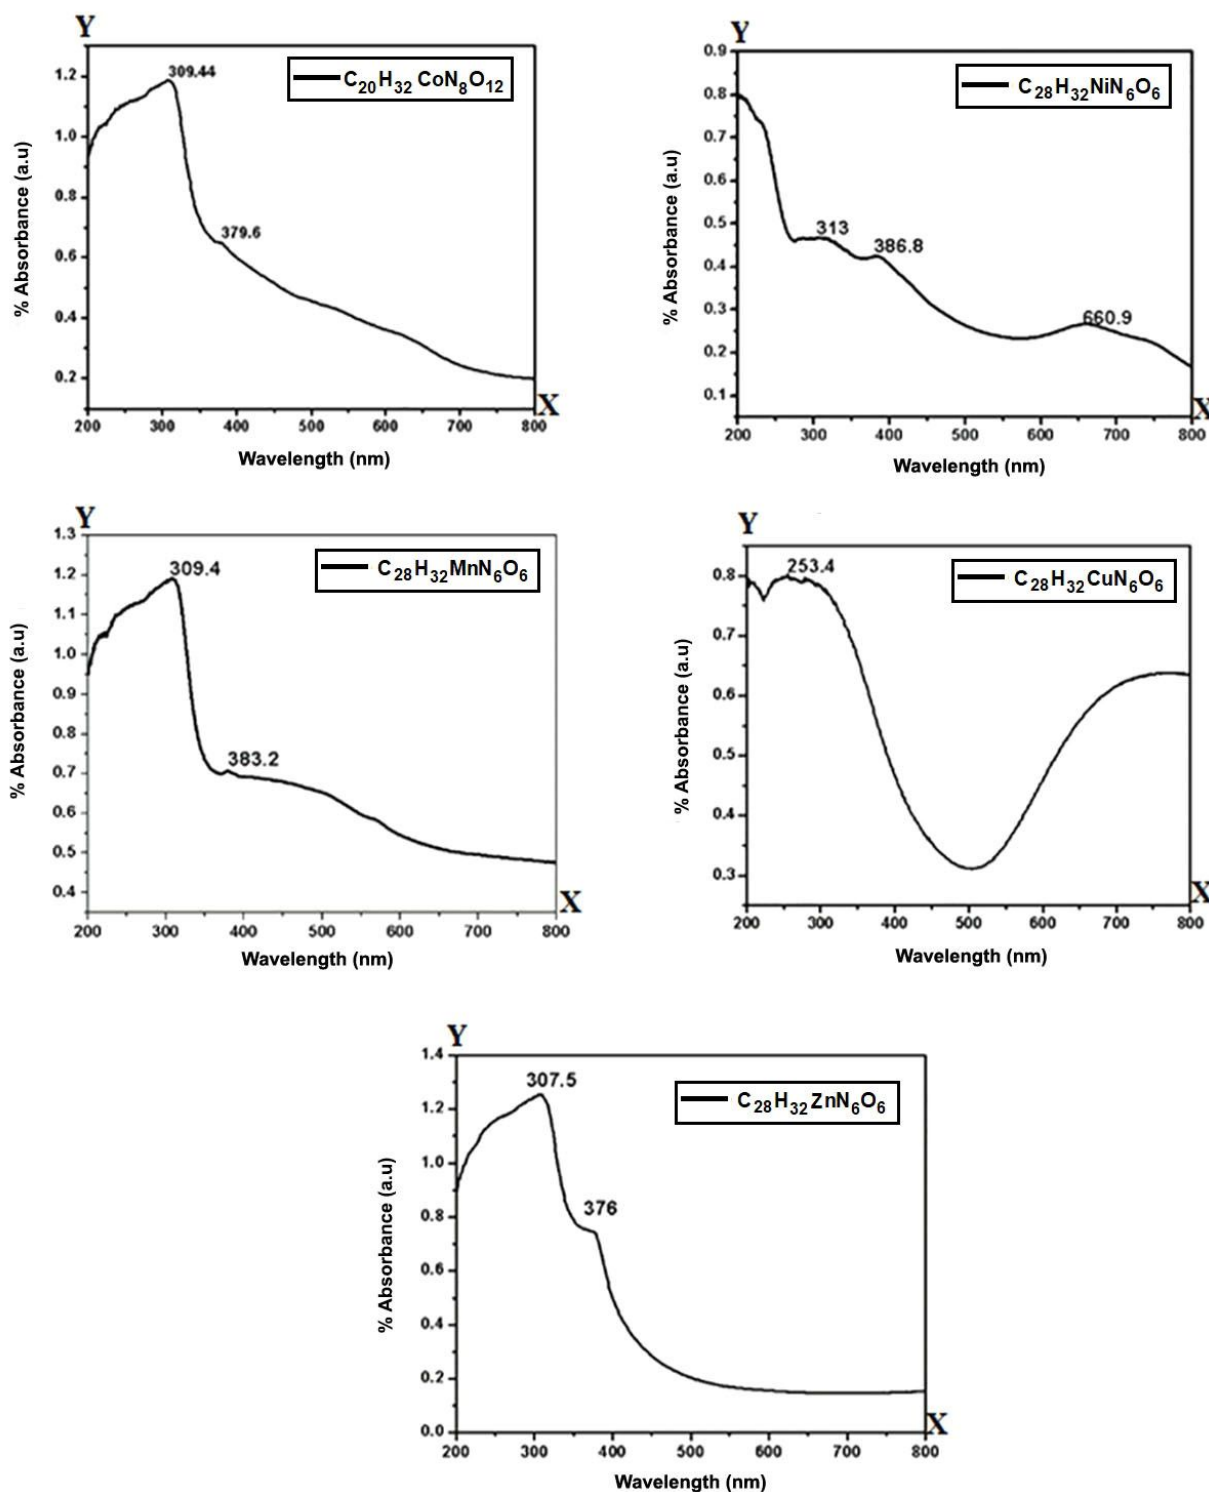 Y
1.2
1.0
0.8
0.6
0.4
0.2
% Absorbance (a.u)
309.44
379.6
C20H32 CoN8O12
200 300 400 500 600 700 800
X
Wavelength (nm)
Y
0.9
0.8
0.7
0.6
0.5
0.4
0.3
0.2
0.1
% Absorbance (a.u)
313
386.8
660.9
C28H32NiN6O6
200 300 400 500 600 700 800
X
Wavelength (nm)
Y
1.3
1.2
1.1
1.0
0.9
0.8
0.7
0.6
0.5
0.4
% Absorbance (a.u)
309.4
383.2
C28H32MnN6O6
200 300 400 500 600 700 800
X
Wavelength (nm)
Y
0.8
0.7
0.6
0.5
0.4
0.3
% Absorbance (a.u)
253.4
C28H32CuN6O6
200 300 400 500 600 700 800
X
Wavelength (nm)
Y
1.4
1.2
1.0
0.8
0.6
0.4
0.2
0.0
% Absorbance (a.u)
307.5
376
C28H32ZnN6O6
200 300 400 500 600 700 800
X
Wavelength (nm)